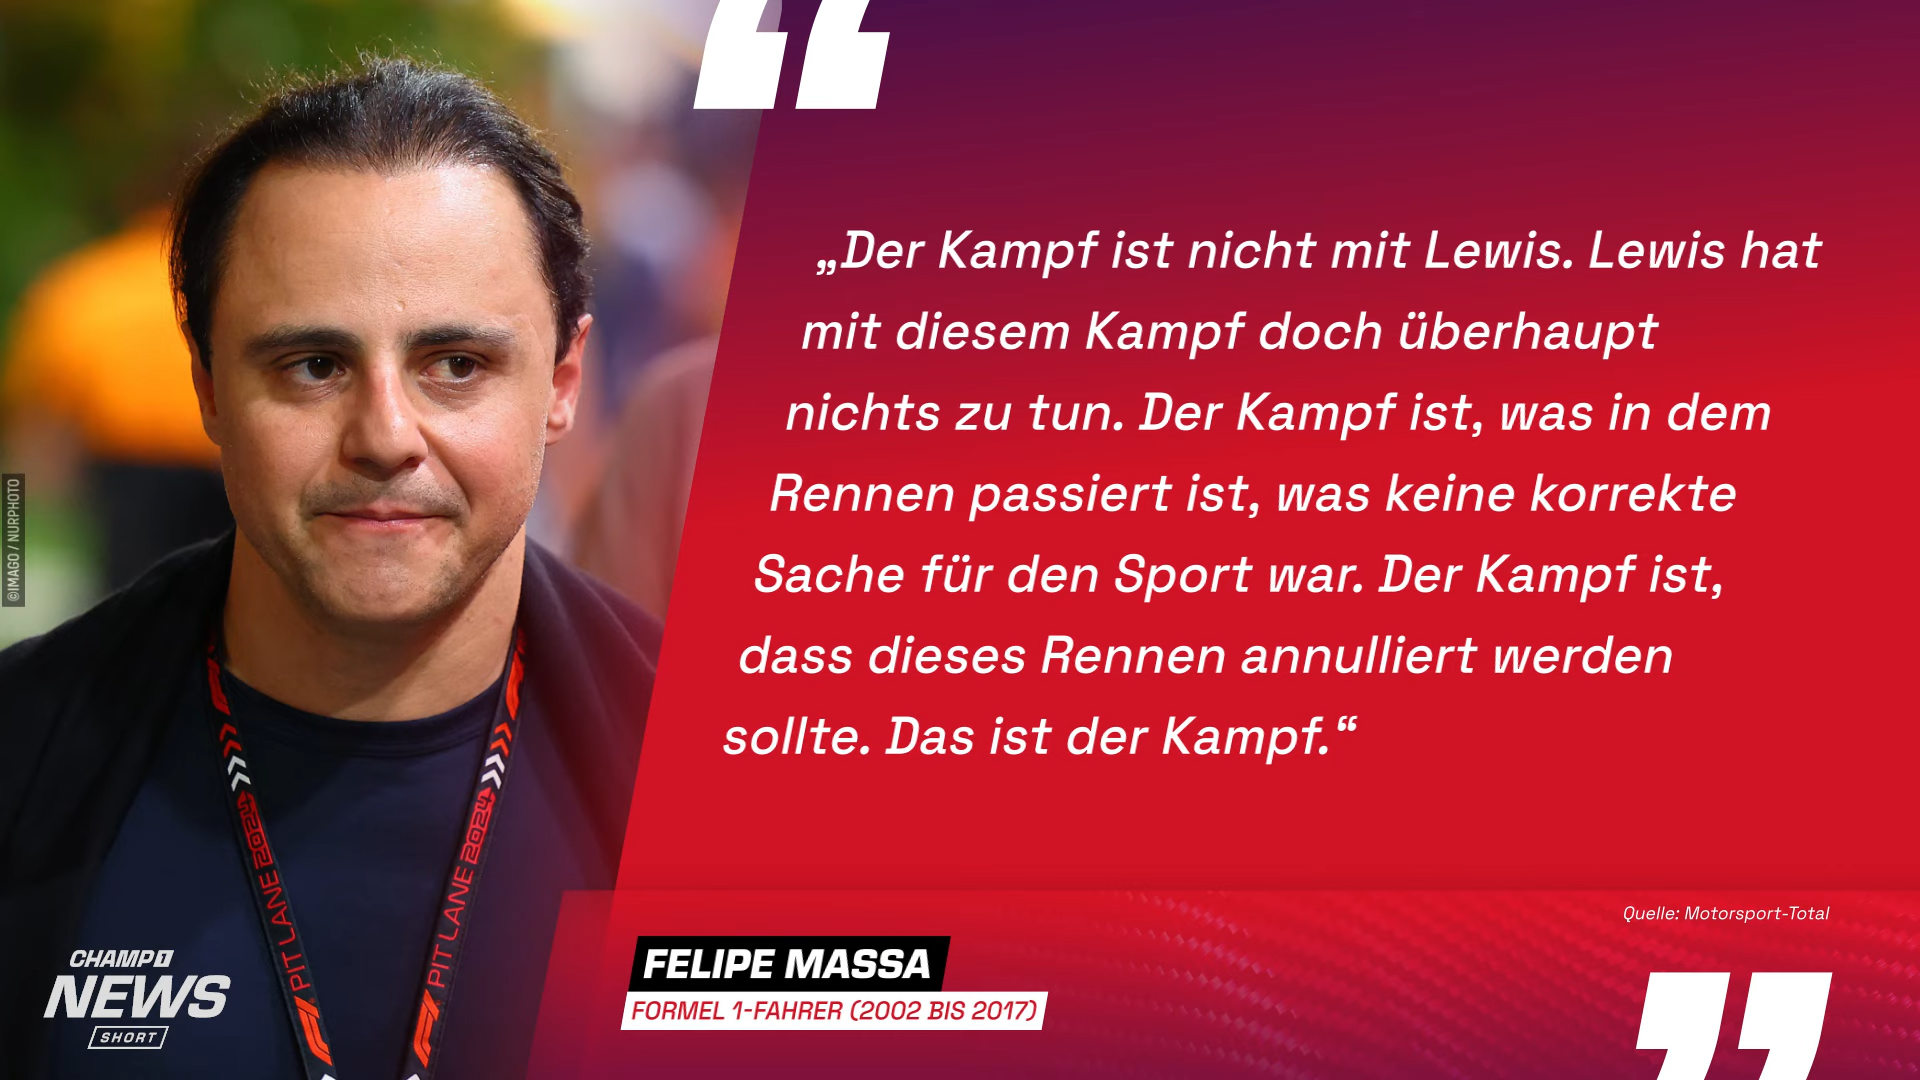 „Der Kampf ist nicht mit Lewis. Lewis hat
mit diesem Kampf doch überhaupt
nichts zu tun. Der Kampf ist, was in dem
Rennen passiert ist, was keine korrekte
Sache für den Sport war. Der Kampf ist,
dass dieses Rennen annulliert werden
sollte. Das ist der Kampf.“
Quelle: Motorsport-Total
FELIPE MASSA
FORMEL 1-FAHRER (2002 BIS 2017)
CHAMP1
NEWS
SHORT
©IMAGO / NURPHOTO
F1 PIT LANE 2024
F1 PIT LANE 2024